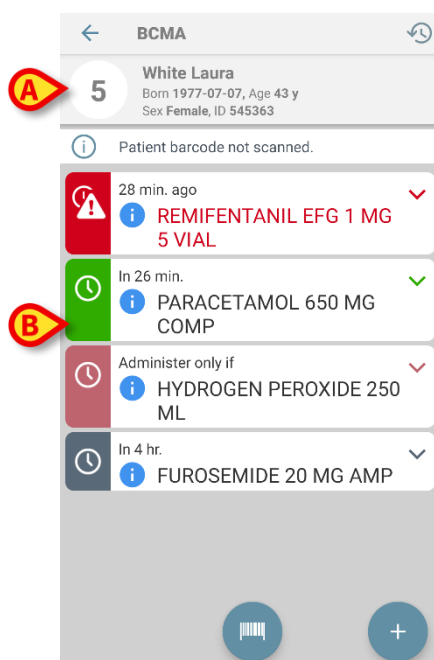 BCMA
A
5
White Laura
Born 1977-07-07, Age 43 y
Sex Female, ID 545363
i Patient barcode not scanned.
28 min. ago
i REMIFENTANIL EFG 1 MG
5 VIAL
In 26 min.
i PARACETAMOL 650 MG
COMP
B
Administer only if
i HYDROGEN PEROXIDE 250
ML
In 4 hr.
i FUROSEMIDE 20 MG AMP
+